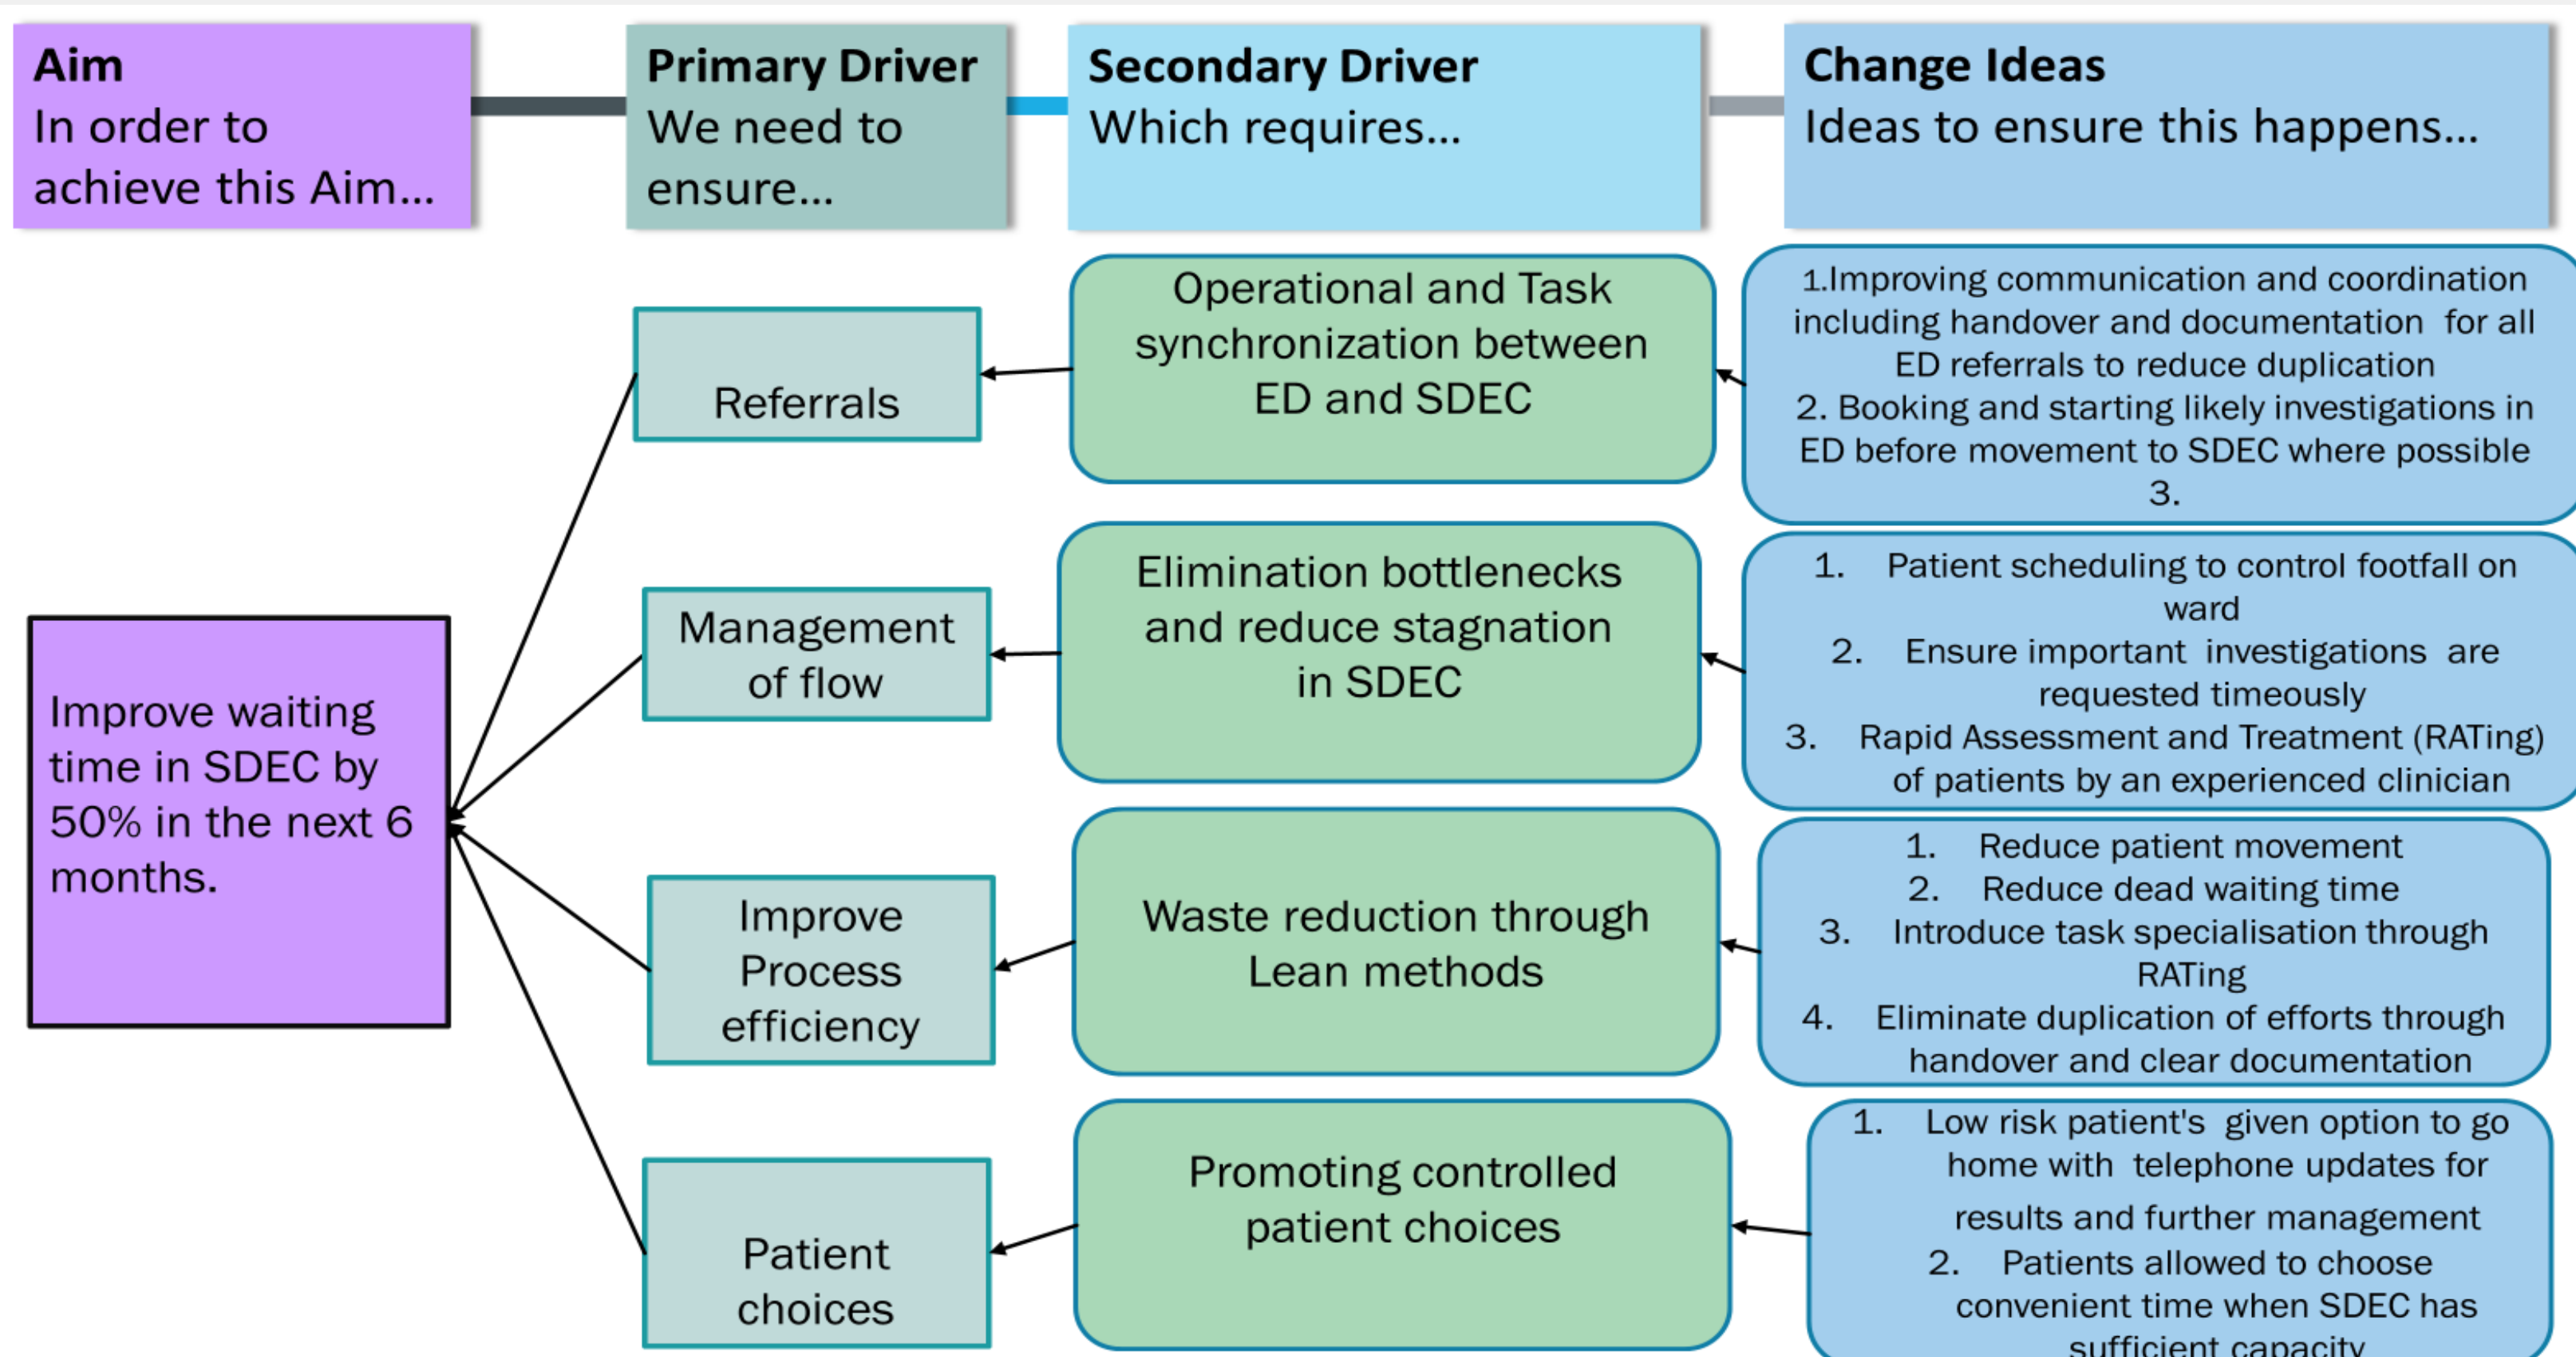 Aim
In order to
achieve this Aim...
Primary Driver
We need to
ensure...
Secondary Driver
Which requires...
Change Ideas
Ideas to ensure this happens...
Improve waiting
time in SDEC by
50% in the next 6
months.
Referrals
Operational and Task
synchronization between
ED and SDEC
1.Improving communication and coordination
including handover and documentation  for all
ED referrals to reduce duplication
2. Booking and starting likely investigations in
ED before movement to SDEC where possible
3.
Management
of flow
Elimination bottlenecks
and reduce stagnation
in SDEC
1. Patient scheduling to control footfall on
ward
2. Ensure important  investigations  are
requested timeously
3. Rapid Assessment and Treatment (RATing)
of patients by an experienced clinician
Improve
Process
efficiency
Waste reduction through
Lean methods
1. Reduce patient movement
2. Reduce dead waiting time
3. Introduce task specialisation through
RATing
4. Eliminate duplication of efforts through
handover and clear documentation
Patient
choices
Promoting controlled
patient choices
1. Low risk patient's  given option to go
home with  telephone updates for
results and further management
2. Patients allowed to choose
convenient time when SDEC has
sufficient capacity